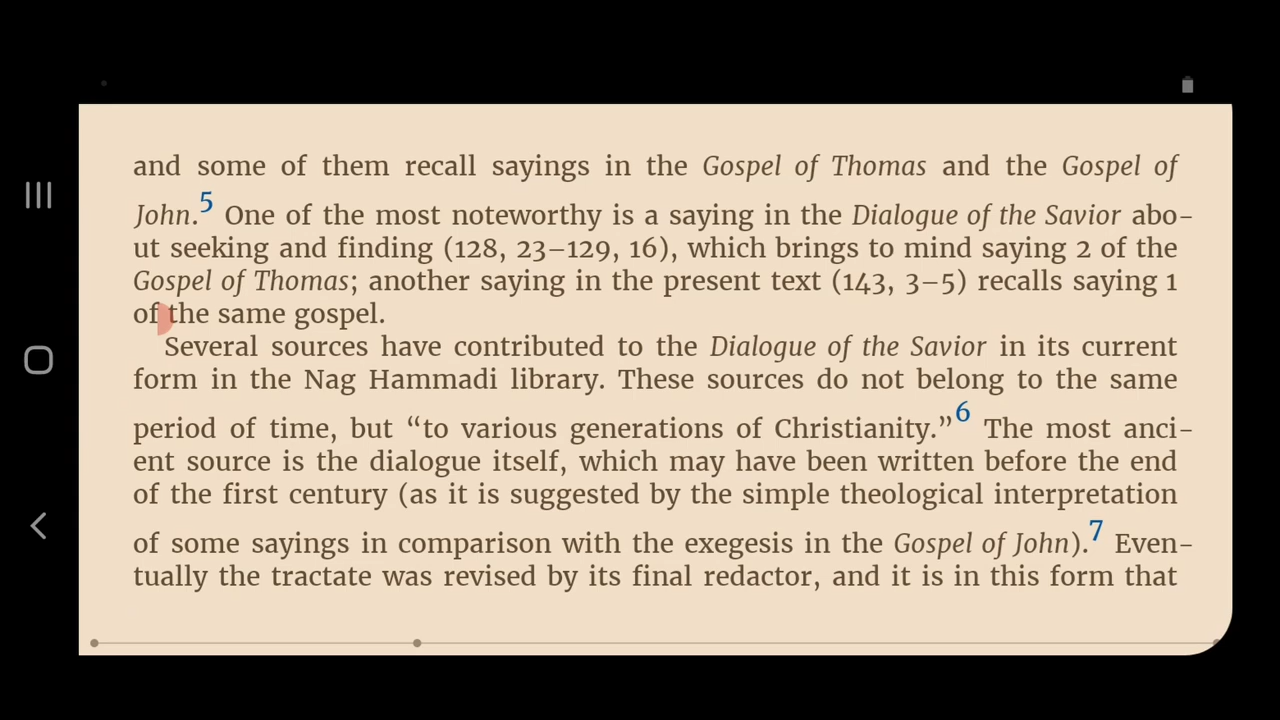 and some of them recall sayings in the Gospel of Thomas and the Gospel of
John.5 One of the most noteworthy is a saying in the Dialogue of the Savior abo-
ut seeking and finding (128, 23–129, 16), which brings to mind saying 2 of the
Gospel of Thomas; another saying in the present text (143, 3–5) recalls saying 1
of the same gospel.
Several sources have contributed to the Dialogue of the Savior in its current
form in the Nag Hammadi library. These sources do not belong to the same
period of time, but “to various generations of Christianity.”6 The most anci-
ent source is the dialogue itself, which may have been written before the end
of the first century (as it is suggested by the simple theological interpretation
of some sayings in comparison with the exegesis in the Gospel of John).7 Even-
tually the tractate was revised by its final redactor, and it is in this form that